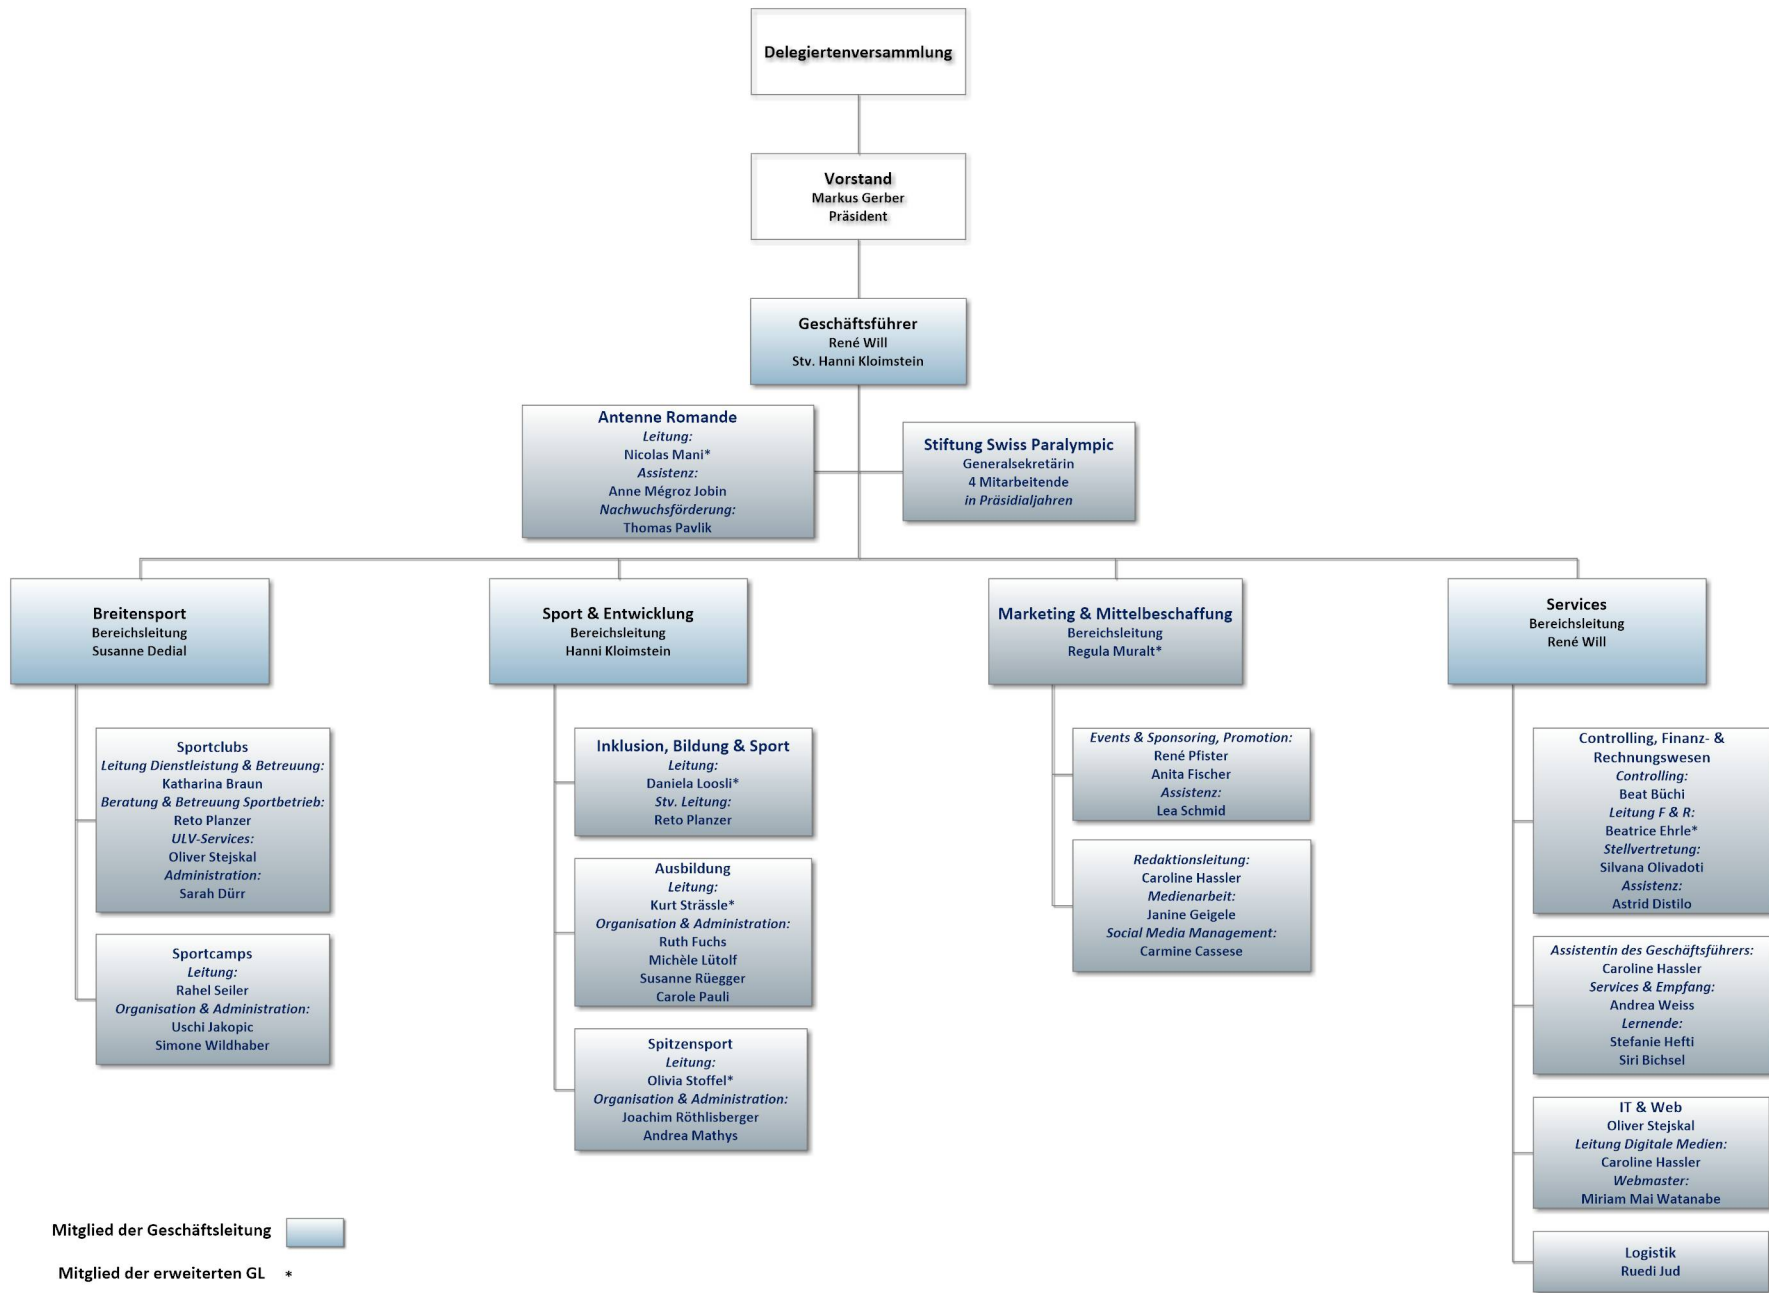 Delegiertenversammlung
Vorstand
Markus Gerber
Präsident
Geschäftsführer
René Will
Stv. Hanni Kloimstein
Antenne Romande
Leitung:
Nicolas Mani*
Assistenz:
Anne Mégroz Jobin
Nachwuchsförderung:
Thomas Pavlik
Stiftung Swiss Paralympic
Generalsekretärin
4 Mitarbeitende
in Präsidialjahren
Breitensport
Bereichsleitung
Susanne Dedial
Sportclubs
Leitung Dienstleistung & Betreuung:
Katharina Braun
Beratung & Betreuung Sportbetrieb:
Reto Planzer
ULV-Services:
Oliver Stejskal
Administration:
Sarah Dürr
Sportcamps
Leitung:
Rahel Seiler
Organisation & Administration:
Uschi Jakopic
Simone Wildhaber
Sport & Entwicklung
Bereichsleitung
Hanni Kloimstein
Inklusion, Bildung & Sport
Leitung:
Daniela Loosli*
Stv. Leitung:
Reto Planzer
Ausbildung
Leitung:
Kurt Strässle*
Organisation & Administration:
Ruth Fuchs
Michèle Lütolf
Susanne Rüegger
Carole Pauli
Spitzensport
Leitung:
Olivia Stoffel*
Organisation & Administration:
Joachim Röthlisberger
Andrea Mathys
Marketing & Mittelbeschaffung
Bereichsleitung
Regula Muralt*
Events & Sponsoring, Promotion:
René Pfister
Anita Fischer
Assistenz:
Lea Schmid
Redaktionsleitung:
Caroline Hassler
Medienarbeit:
Janine Geigele
Social Media Management:
Carmine Cassese
Services
Bereichsleitung
René Will
Controlling, Finanz- &
Rechnungswesen
Controlling:
Beat Büchi
Leitung F & R:
Beatrice Ehrle*
Stellvertretung:
Silvana Olivadoti
Assistenz:
Astrid Distilo
Assistentin des Geschäftsführers:
Caroline Hassler
Services & Empfang:
Andrea Weiss
Lernende:
Stefanie Hefti
Siri Bichsel
IT & Web
Oliver Stejskal
Leitung Digitale Medien:
Caroline Hassler
Webmaster:
Miriam Mai Watanabe
Logistik
Ruedi Jud
Mitglied der Geschäftsleitung
Mitglied der erweiterten GL *